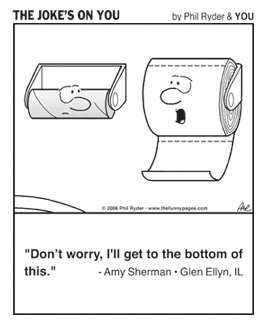 THE JOKE'S ON YOU by Phil Ryder & YOU
© 2006 Phil Ryder - www.thefunnypages.com
"Don't worry, I'll get to the bottom of
this." - Amy Sherman • Glen Ellyn, IL